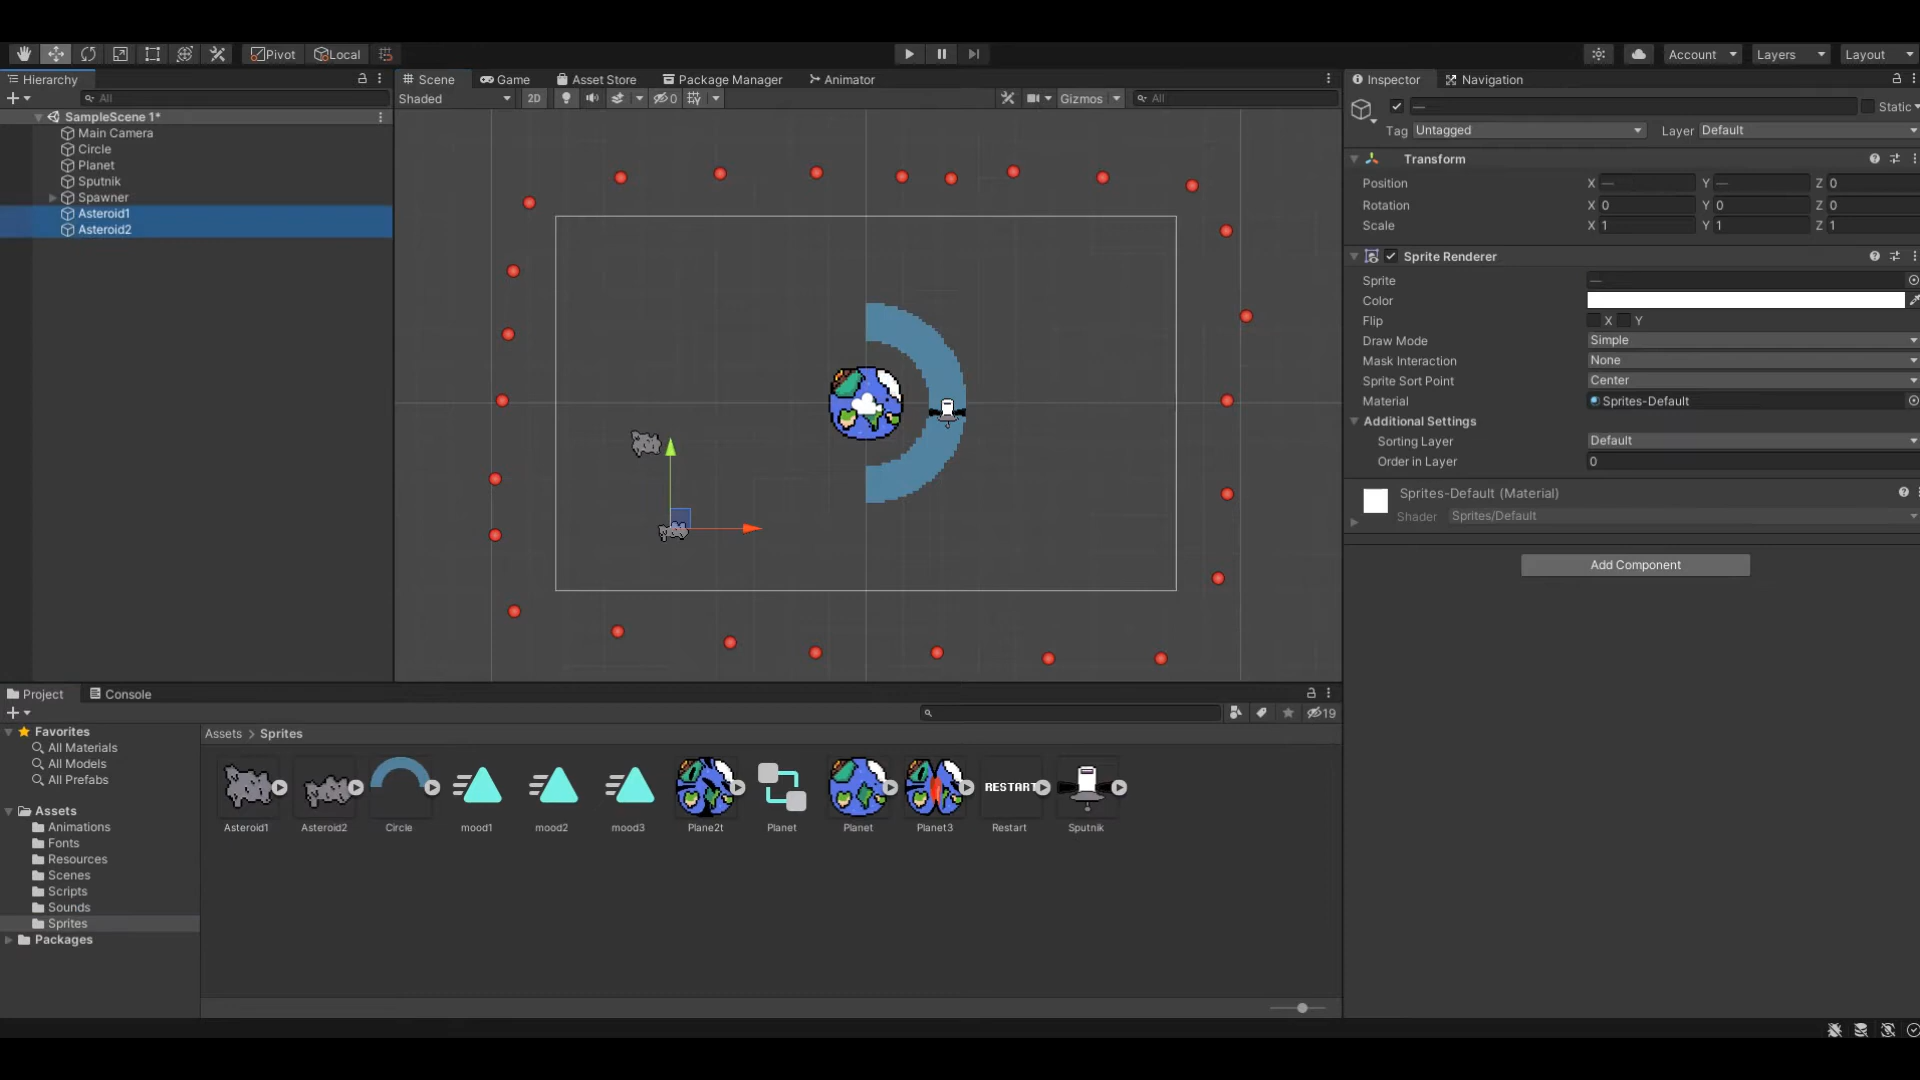 Pivot Local Account Layers Layout
Hierarchy
All
SampleScene 1*
Main Camera
Circle
Planet
Sputnik
Spawner
Asteroid1
Asteroid2
Scene Game Asset Store Package Manager Animator
Shaded 2D 0 Gizmos All
Inspector Navigation
— Static
Tag Untagged Layer Default
Transform
Position X — Y — Z 0
Rotation X 0 Y 0 Z 0
Scale X 1 Y 1 Z 1
Sprite Renderer
Sprite —
Color
Flip X Y
Draw Mode Simple
Mask Interaction None
Sprite Sort Point Center
Material Sprites-Default
Additional Settings
Sorting Layer Default
Order in Layer 0
Sprites-Default (Material)
Shader Sprites/Default
Add Component
Project Console
19
Favorites
All Materials
All Models
All Prefabs
Assets
Animations
Fonts
Resources
Scenes
Scripts
Sounds
Sprites
Packages
Assets > Sprites
RESTART
Asteroid1 Asteroid2 Circle mood1 mood2 mood3 Plane2t Planet Planet Planet3 Restart Sputnik